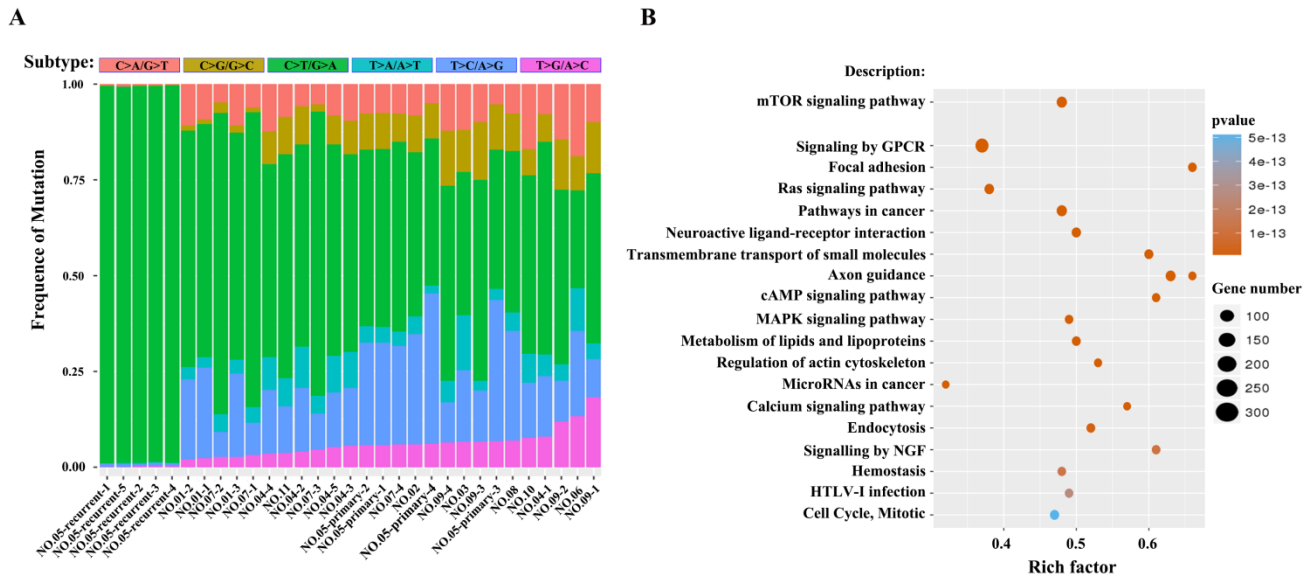 A
Subtype: C>A/G>T C>G/G>C C>T/G>A T>A/A>T T>C/A>G T>G/A>C
Frequence of Mutation
1.00
0.75
0.50
0.25
0.00
NO.05-recurrent-1
NO.05-recurrent-5
NO.05-recurrent-2
NO.05-recurrent-3
NO.05-recurrent-4
NO.01-2
NO.01-1
NO.07-2
NO.01-3
NO.07-1
NO.04-4
NO.11
NO.04-2
NO.07-3
NO.04-5
NO.04-3
NO.05-primary-2
NO.05-primary-1
NO.07-4
NO.02
NO.05-primary-4
NO.09-4
NO.03
NO.09-3
NO.05-primary-3
NO.08
NO.10
NO.04-1
NO.09-2
NO.06
NO.09-1
B
Description:
mTOR signaling pathway
Signaling by GPCR
Focal adhesion
Ras signaling pathway
Pathways in cancer
Neuroactive ligand-receptor interaction
Transmembrane transport of small molecules
Axon guidance
cAMP signaling pathway
MAPK signaling pathway
Metabolism of lipids and lipoproteins
Regulation of actin cytoskeleton
MicroRNAs in cancer
Calcium signaling pathway
Endocytosis
Signalling by NGF
Hemostasis
HTLV-I infection
Cell Cycle, Mitotic
0.4 0.5 0.6
Rich factor
pvalue
5e-13
4e-13
3e-13
2e-13
1e-13
Gene number
100
150
200
250
300